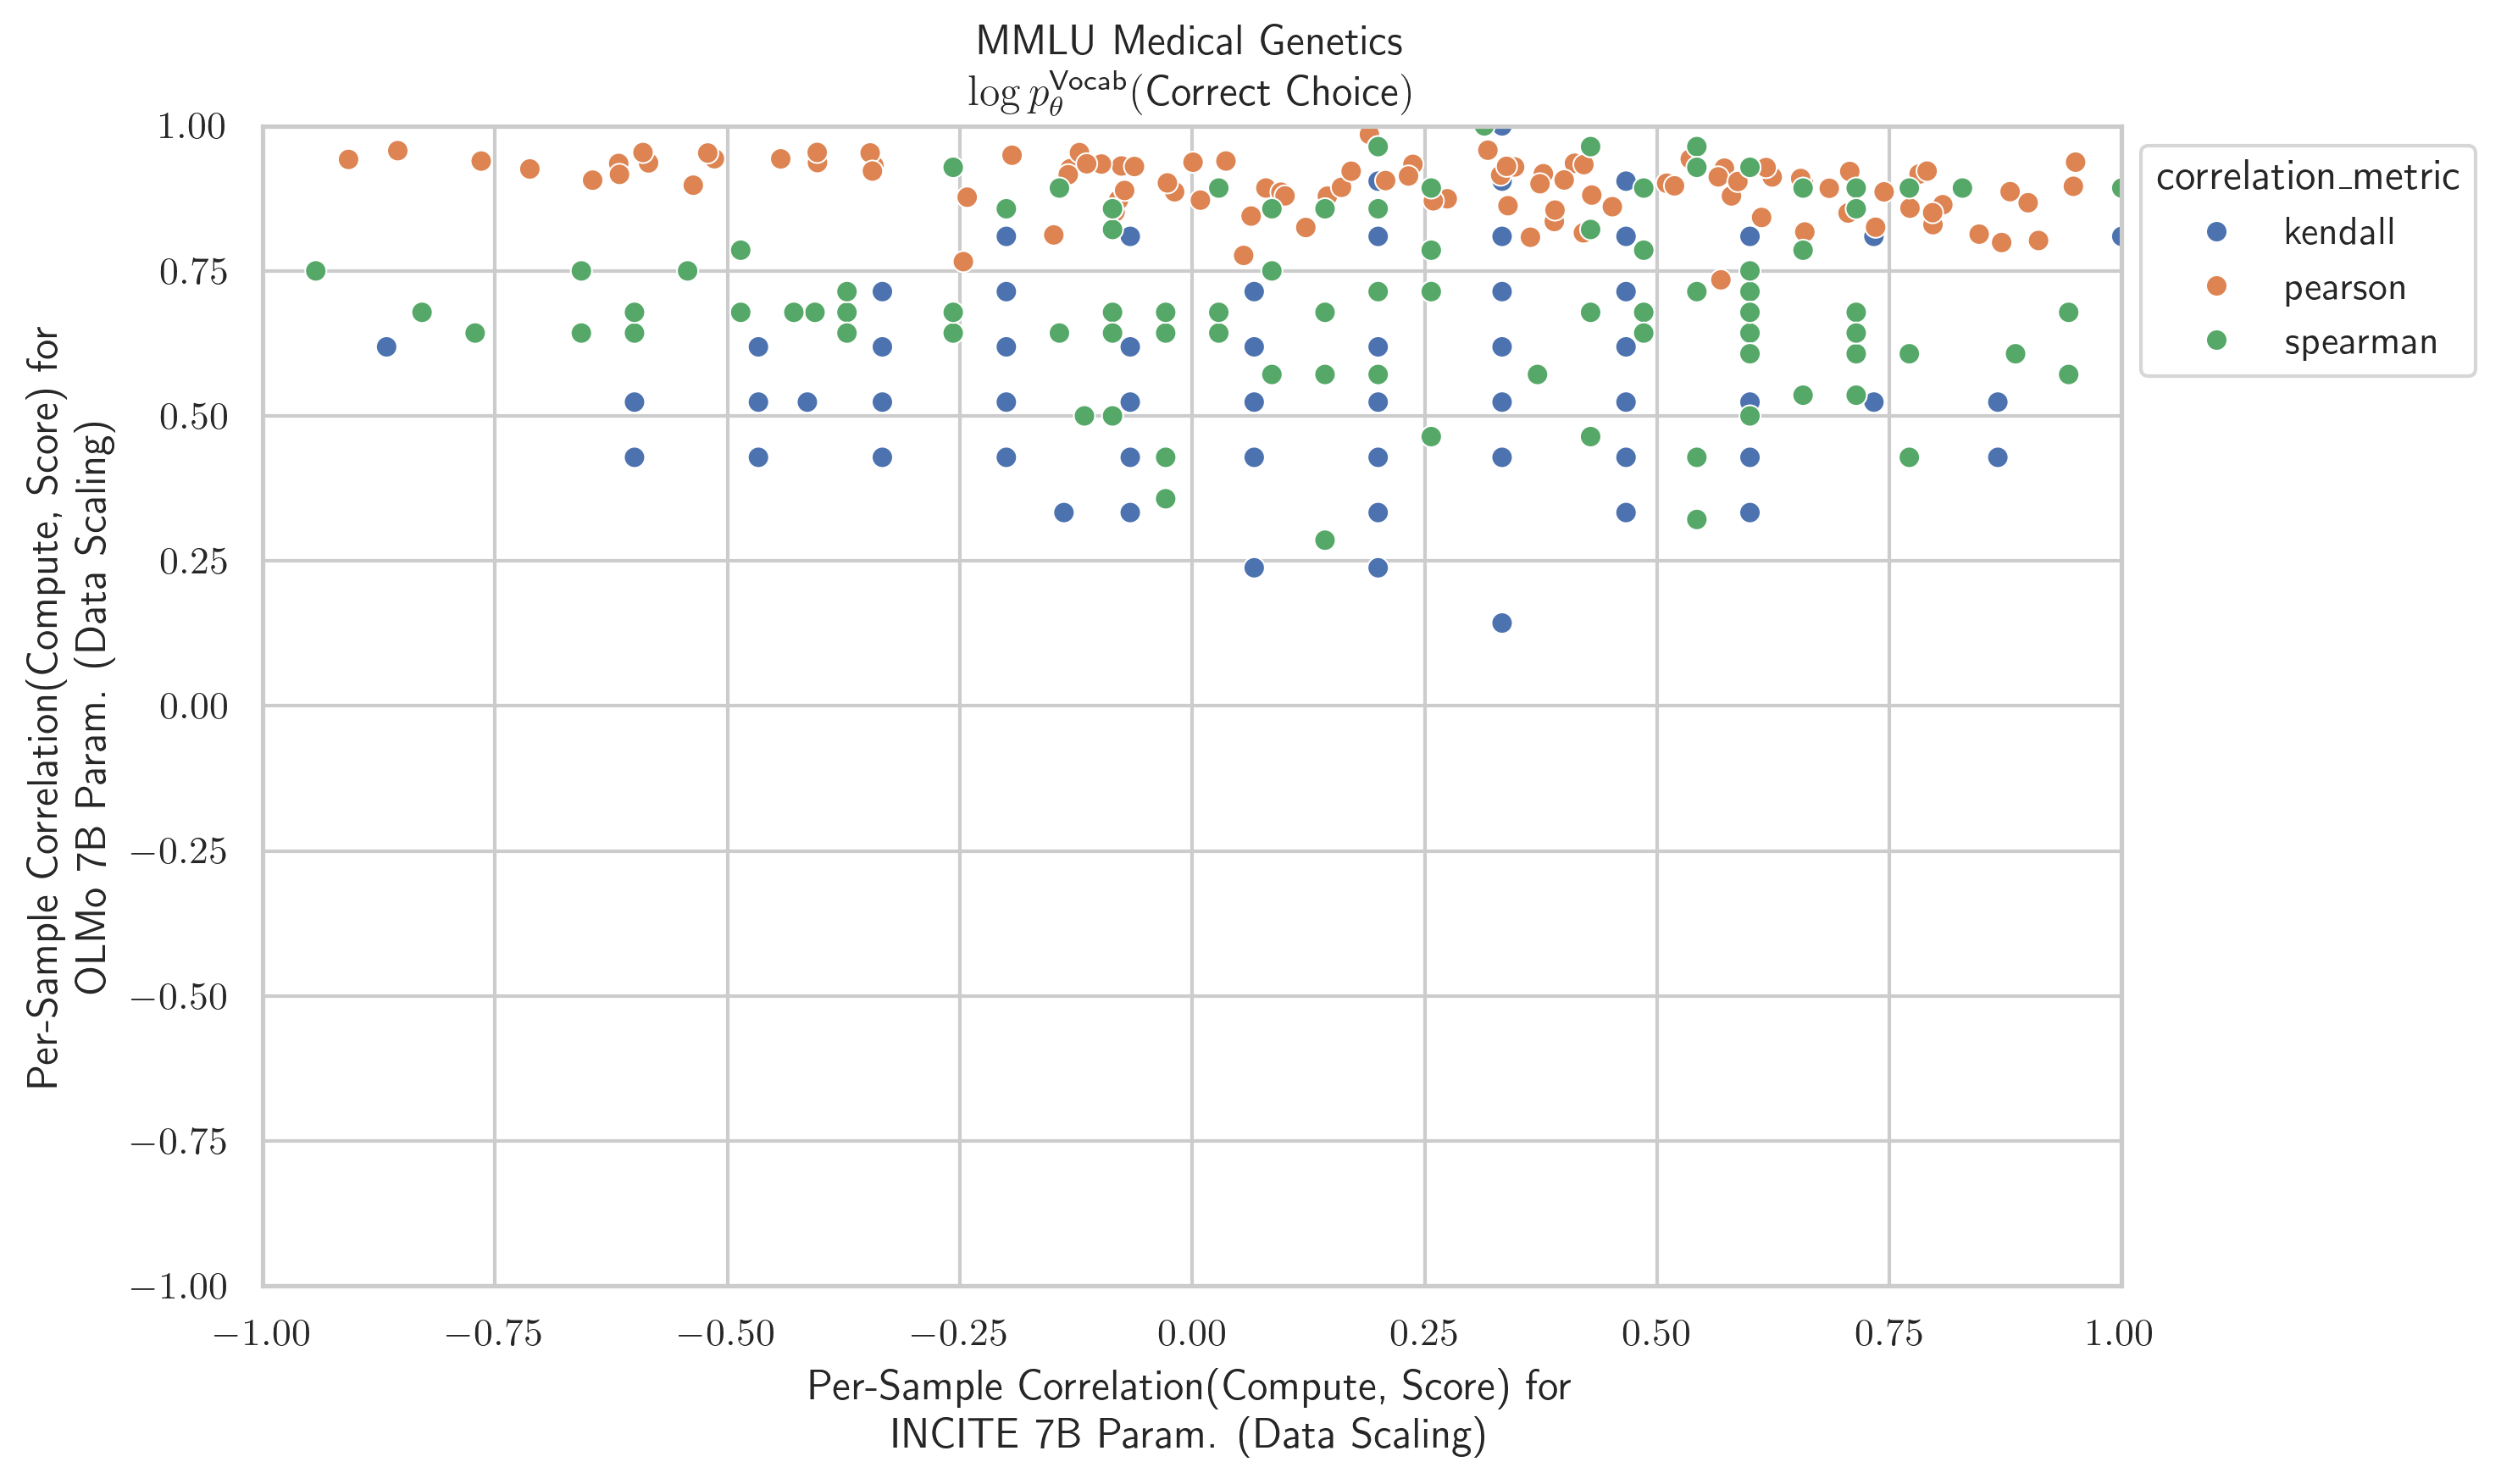 MMLU Medical Genetics
log p_θ^Vocab(Correct Choice)
1.00
0.75
0.50
0.25
0.00
−0.25
−0.50
−0.75
−1.00
Per-Sample Correlation(Compute, Score) for
OLMo 7B Param. (Data Scaling)
−1.00
−0.75
−0.50
−0.25
0.00
0.25
0.50
0.75
1.00
Per-Sample Correlation(Compute, Score) for
INCITE 7B Param. (Data Scaling)
correlation_metric
kendall
pearson
spearman